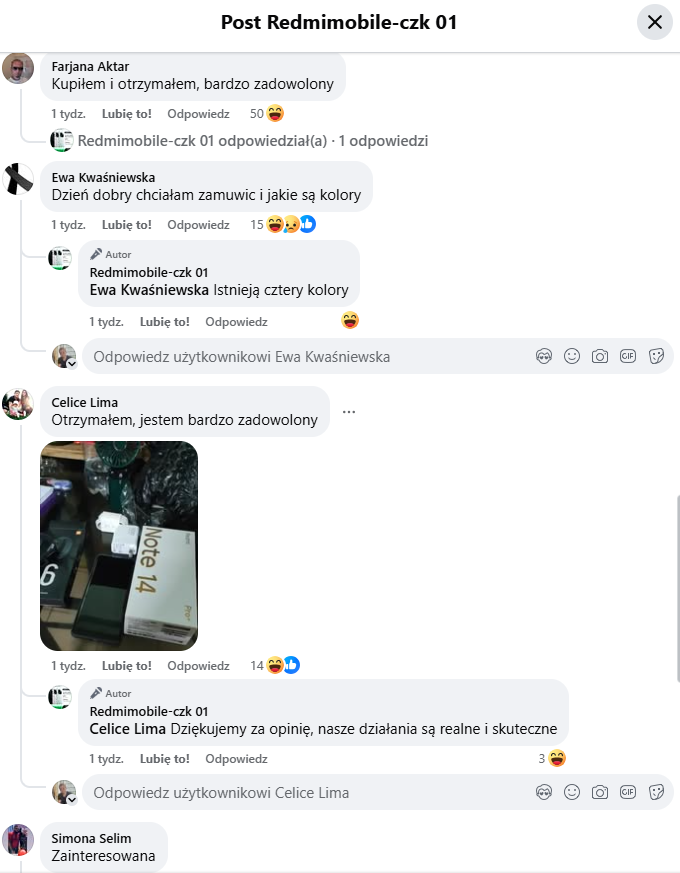 Post Redmimobile-czk 01
Farjana Aktar
Kupiłem i otrzymałem, bardzo zadowolony
1 tydz. Lubię to! Odpowiedz 50
Redmimobile-czk 01 odpowiedział(a) · 1 odpowiedzi
Ewa Kwaśniewska
Dzień dobry chciałam zamuwic i jakie są kolory
1 tydz. Lubię to! Odpowiedz 15
Autor
Redmimobile-czk 01
Ewa Kwaśniewska Istnieją cztery kolory
1 tydz. Lubię to! Odpowiedz
Odpowiedz użytkownikowi Ewa Kwaśniewska
GIF
Celice Lima
Otrzymałem, jestem bardzo zadowolony
Note 14
Pro+
6
1 tydz. Lubię to! Odpowiedz 14
Autor
Redmimobile-czk 01
Celice Lima Dziękujemy za opinię, nasze działania są realne i skuteczne
1 tydz. Lubię to! Odpowiedz 3
Odpowiedz użytkownikowi Celice Lima
GIF
Simona Selim
Zainteresowana